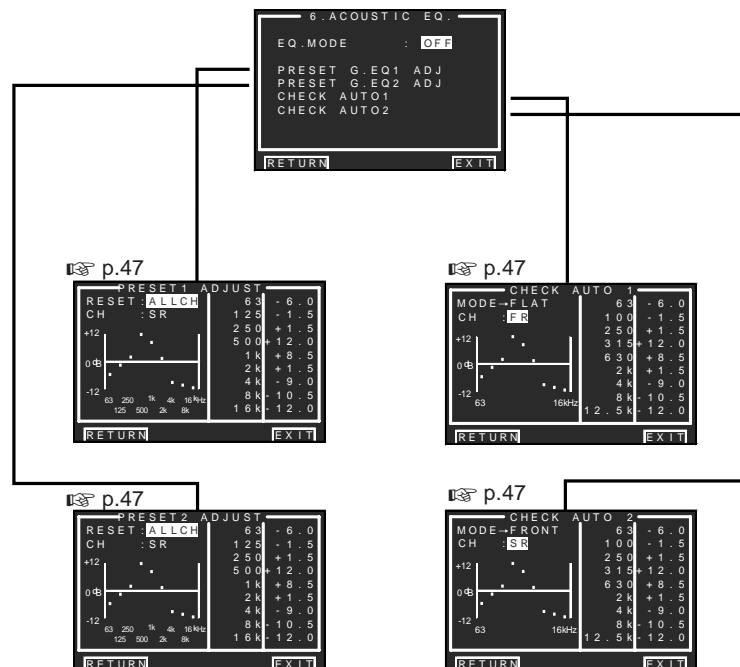 6.ACOUSTIC EQ.
EQ.MODE : OFF
PRESET G.EQ1 ADJ
PRESET G.EQ2 ADJ
CHECK AUTO1
CHECK AUTO2
RETURN EXIT
☞ p.47
PRESET1 ADJUST
RESET:ALLCH 63 -6.0
CH :SR 125 -1.5
250 +1.5
+12 500 +12.0
1k +8.5
0dB 2k +1.5
4k -9.0
-12 8k -10.5
63 250 1k 4k 16kHz
125 500 2k 8k 16k -12.0
RETURN EXIT
☞ p.47
CHECK AUTO 1
MODE→FLAT 63 -6.0
CH :FR 100 -1.5
250 +1.5
+12 315 +12.0
630 +8.5
0dB 2k +1.5
4k -9.0
-12 8k -10.5
63 16kHz 12.5k -12.0
RETURN EXIT
☞ p.47
PRESET2 ADJUST
RESET:ALLCH 63 -6.0
CH :SR 125 -1.5
250 +1.5
+12 500 +12.0
1k +8.5
0dB 2k +1.5
4k -9.0
-12 8k -10.5
63 250 1k 4k 16kHz
125 500 2k 8k 16k -12.0
RETURN EXIT
☞ p.47
CHECK AUTO 2
MODE→FRONT 63 -6.0
CH :SR 100 -1.5
250 +1.5
+12 315 +12.0
630 +8.5
0dB 2k +1.5
4k -9.0
-12 8k -10.5
63 16kHz 12.5k -12.0
RETURN EXIT